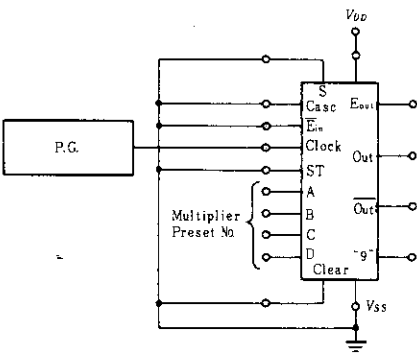 V_DD
S
Casc
E̅in
Clock
ST
A
B
C
D
Clear
Eout
Out
O̅u̅t̅
"9"
P.G.
Multiplier
Preset No.
V_SS